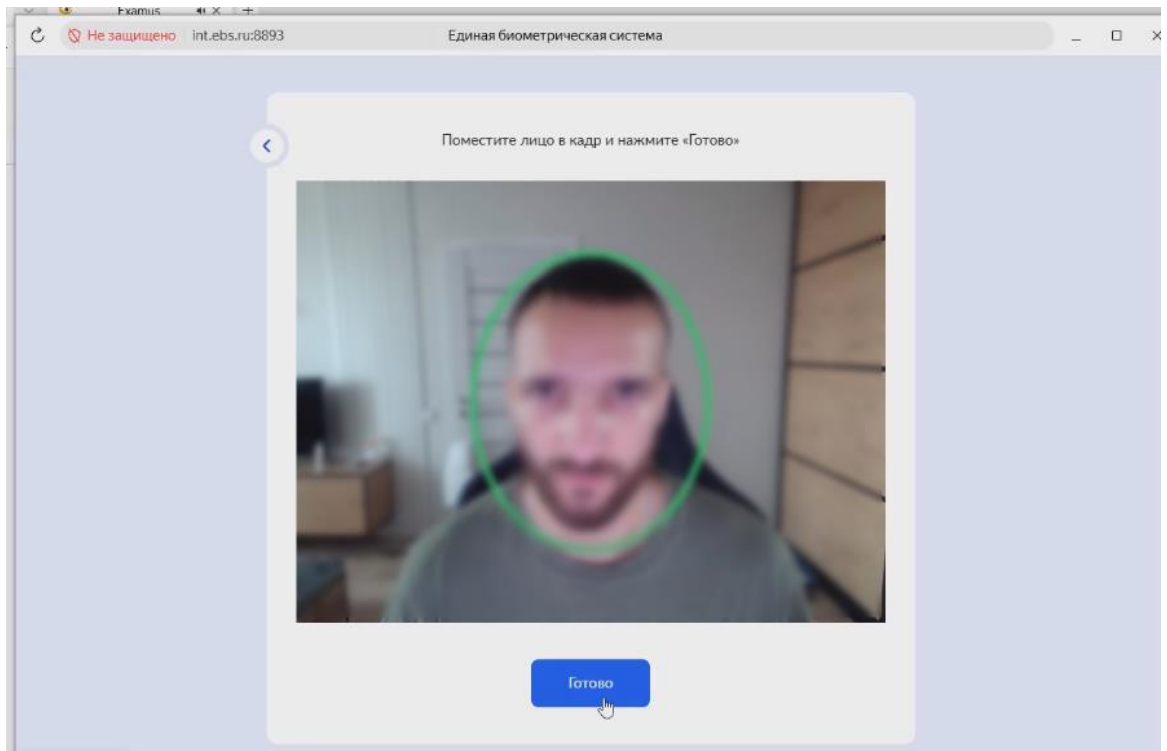 Examus
Не защищено int.ebs.ru:8893 Единая биометрическая система
Поместите лицо в кадр и нажмите «Готово»
Готово